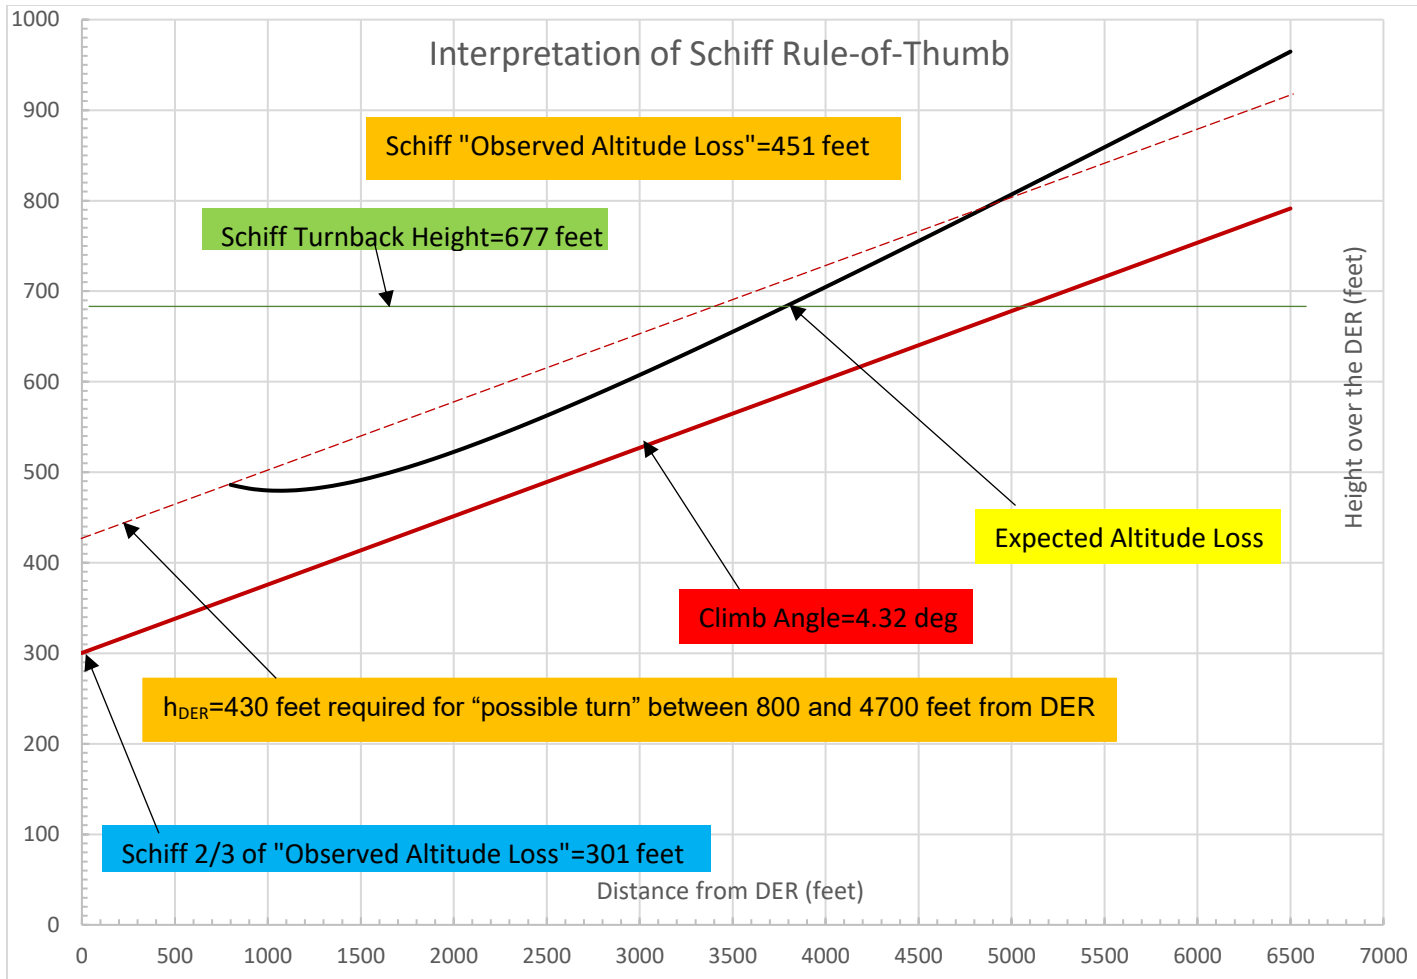 Interpretation of Schiff Rule-of-Thumb
Schiff "Observed Altitude Loss"=451 feet
Schiff Turnback Height=677 feet
Expected Altitude Loss
Climb Angle=4.32 deg
hDER=430 feet required for “possible turn” between 800 and 4700 feet from DER
Schiff 2/3 of "Observed Altitude Loss"=301 feet
Distance from DER (feet)
Height over the DER (feet)
1000
900
800
700
600
500
400
300
200
100
0
0 500 1000 1500 2000 2500 3000 3500 4000 4500 5000 5500 6000 6500 7000